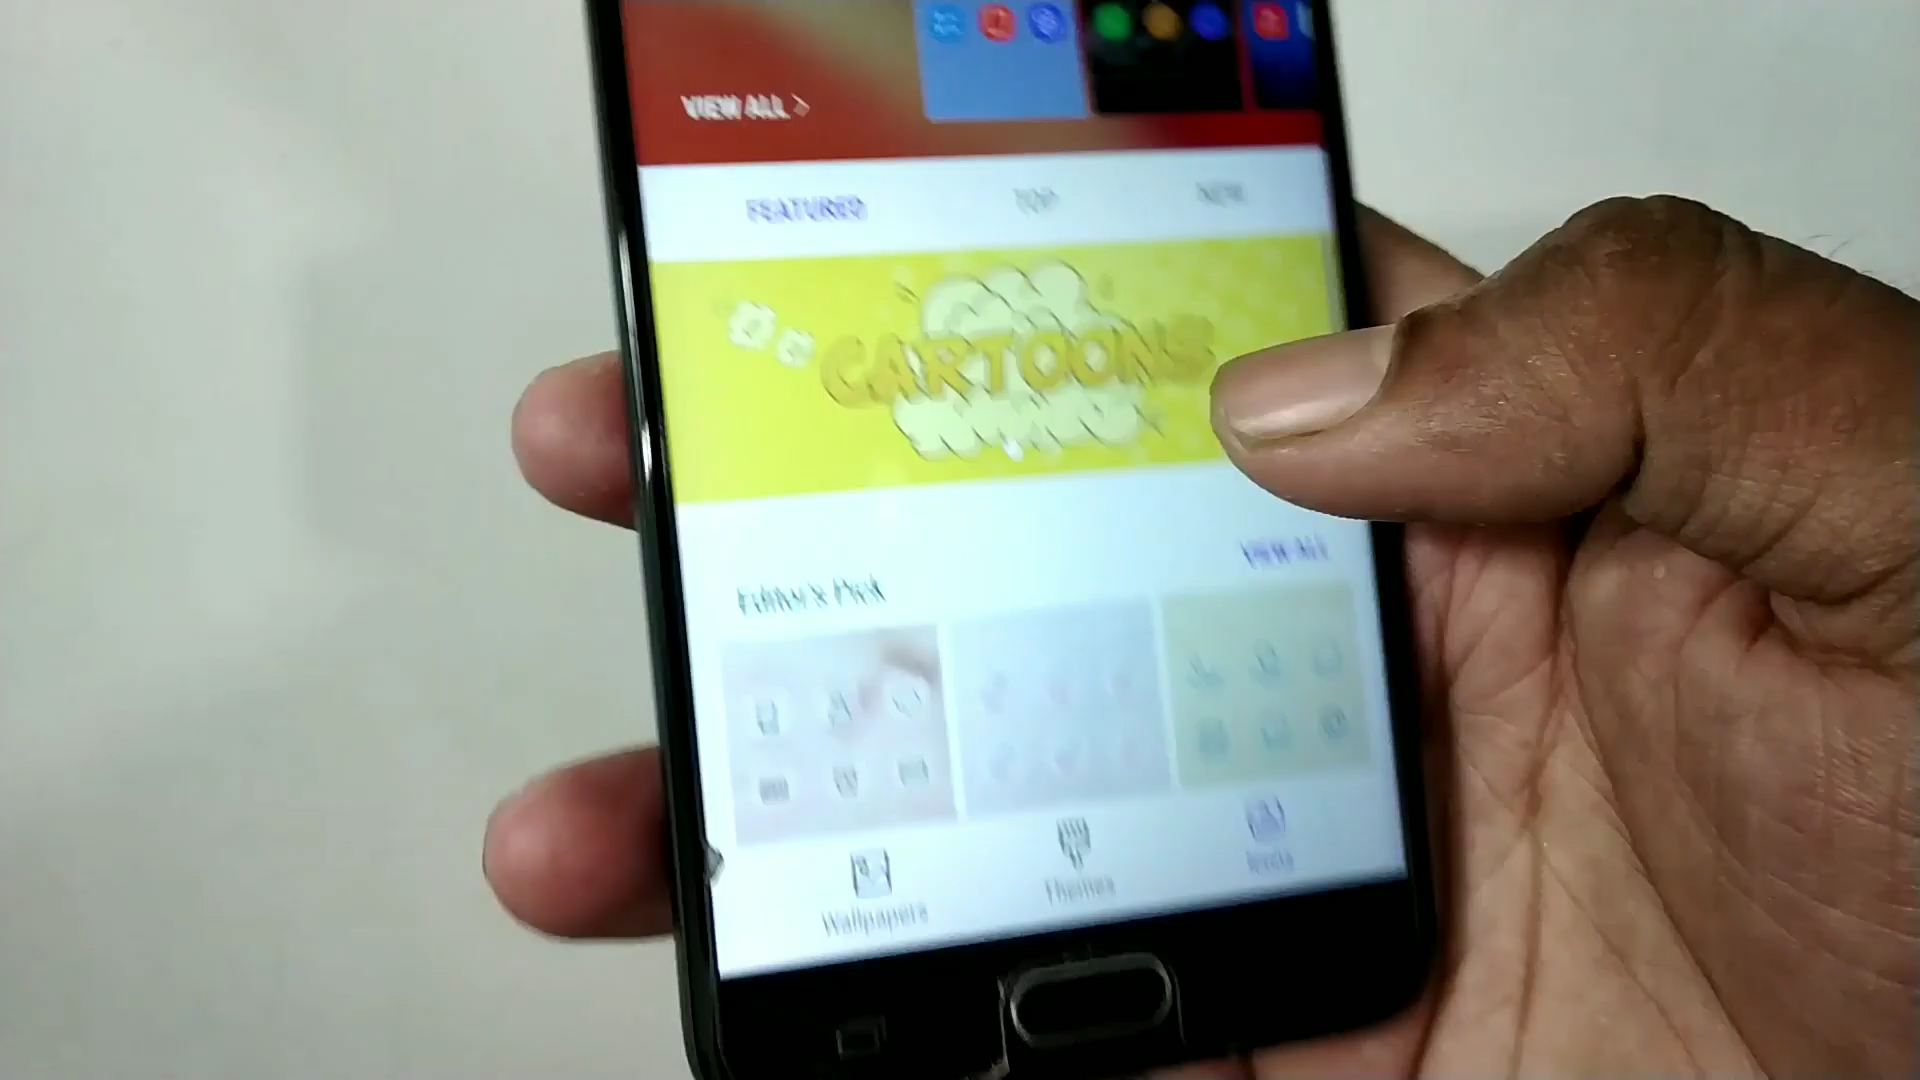 VIEW ALL >
FEATURED
TOP
NEW
CARTOONS
VIEW ALL
Editor's Pick
Wallpapers
Themes
Icons